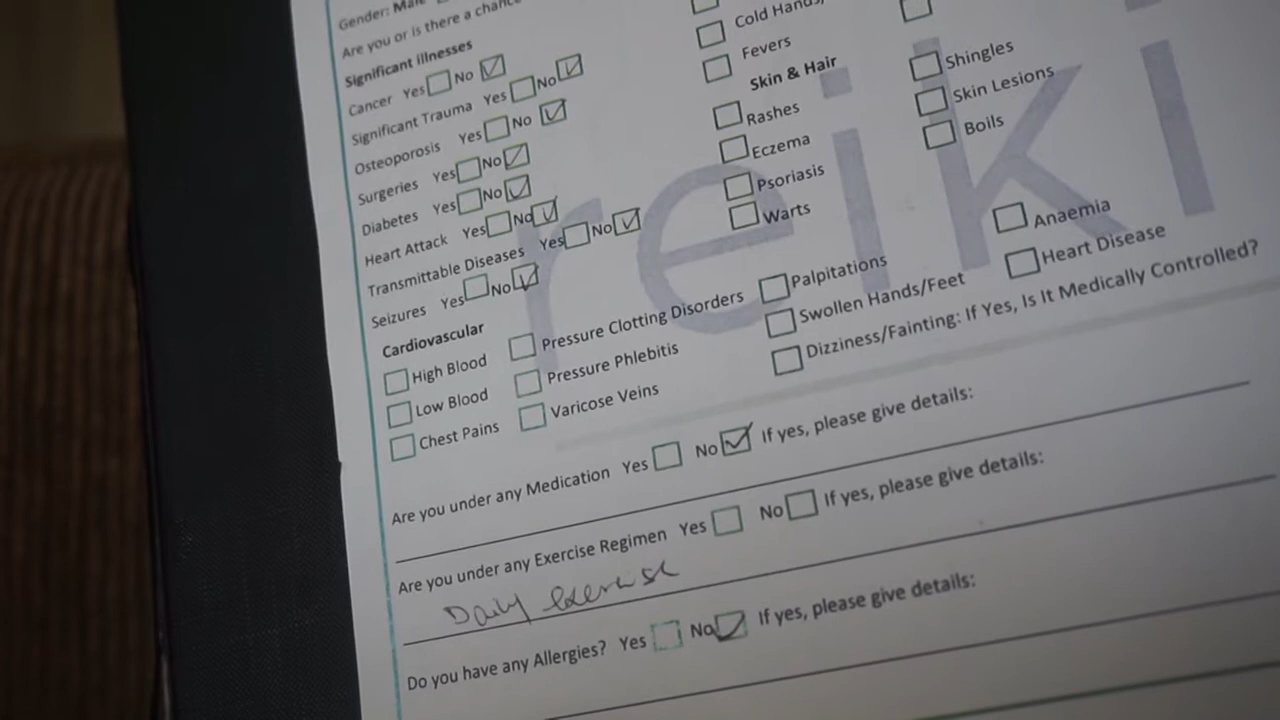 Gender: Male
Are you or is there a chance
Significant illnesses
Cancer Yes ☐ No ☑
Significant Trauma Yes ☐ No ☑
Osteoporosis Yes ☐ No ☑
Surgeries Yes ☐ No ☑
Diabetes Yes ☐ No ☑
Heart Attack Yes ☐ No ☑
Transmittable Diseases Yes ☐ No ☑
Seizures Yes ☐ No ☑
Cardiovascular
☐ High Blood ☐ Pressure Clotting Disorders ☐ Palpitations ☐ Anaemia
☐ Low Blood ☐ Pressure Phlebitis ☐ Swollen Hands/Feet ☐ Heart Disease
☐ Chest Pains ☐ Varicose Veins ☐ Dizziness/Fainting: If Yes, Is It Medically Controlled?
☐ Cold Hands/
☐ Fevers
Skin & Hair
☐ Rashes ☐ Shingles
☐ Eczema ☐ Skin Lesions
☐ Psoriasis ☐ Boils
☐ Warts
reiki
Are you under any Medication Yes ☐ No ☑ If yes, please give details:
Are you under any Exercise Regimen Yes ☐ No ☐ If yes, please give details:
Daily Exercise
Do you have any Allergies? Yes ☐ No ☑ If yes, please give details: